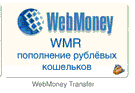 WebMoney
WMR
пополнение рублёвых
кошельков
WebMoney Transfer